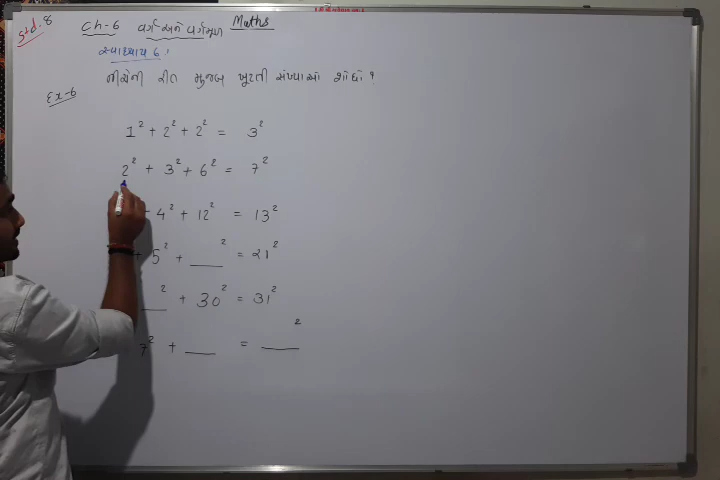 Std. 8 Ch-6 વર્ગ અને વર્ગમૂળ Maths
સ્વાધ્યાય 6 :
નીચેની રીત મુજબ ખૂટતી સંખ્યાઓ શોધો ?
Ex-6
1² + 2² + 2² = 3²
2² + 3² + 6² = 7²
+ 4² + 12² = 13²
+ 5² + ___² = 21²
___² + 30² = 31²
7² + ___ = ___²